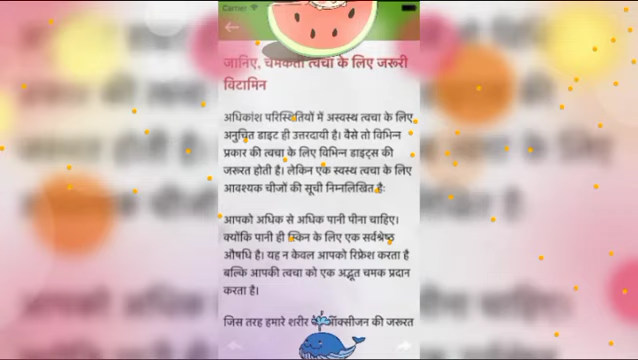 Carrier
जानिए, चमकती त्वचा के लिए जरूरी
विटामिन
अधिकांश परिस्थितियों में अस्वस्थ त्वचा के लिए
अनुचित डाइट ही उत्तरदायी है। वैसे तो विभिन्न
प्रकार की त्वचा के लिए विभिन्न डाइट्स की
जरुरत होती है। लेकिन एक स्वस्थ त्वचा के लिए
आवश्यक चीजों की सूची निम्नलिखित है:
आपको अधिक से अधिक पानी पीना चाहिए।
क्योंकि पानी ही स्किन के लिए एक सर्वश्रेष्ठ
औषधि है। यह न केवल आपको रिफ्रेश करता है
बल्कि आपकी त्वचा को एक अद्भुत चमक प्रदान
करता है।
जिस तरह हमारे शरीर को ऑक्सीजन की जरूरत